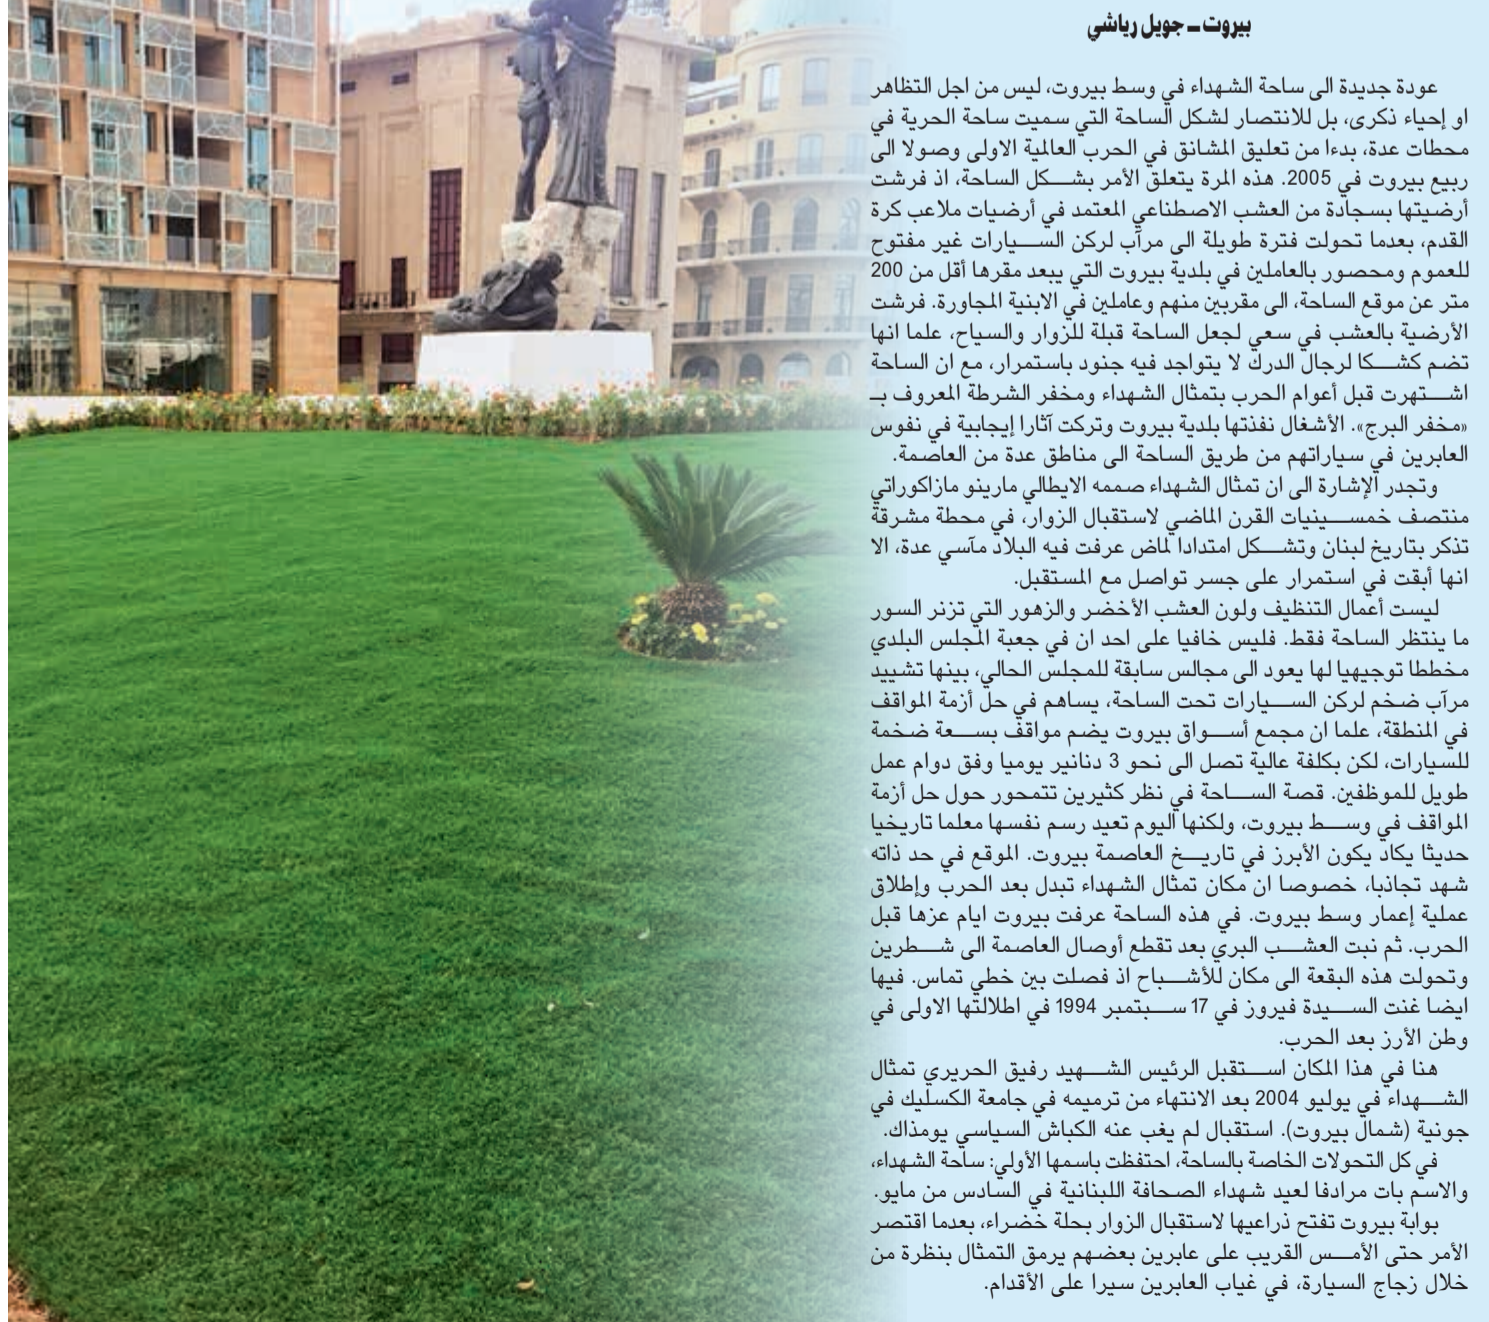 بيروت ـ جويل رياشي
عودة جديدة الى ساحة الشهداء في وسط بيروت، ليس من اجل التظاهر
او إحياء ذكرى، بل للانتصار لشكل الساحة التي سميت ساحة الحرية في
محطات عدة، بدءا من تعليق المشانق في الحرب العالمية الاولى وصولا الى
ربيع بيروت في 2005. هذه المرة يتعلق الأمر بشكل الساحة، اذ فرشت
أرضيتها بسجادة من العشب الاصطناعي المعتمد في أرضيات ملاعب كرة
القدم، بعدما تحولت فترة طويلة الى مرآب لركن السيارات غير مفتوح
للعموم ومحصور بالعاملين في بلدية بيروت التي يبعد مقرها أقل من 200
متر عن موقع الساحة، الى مقربين منهم وعاملين في الابنية المجاورة. فرشت
الأرضية بالعشب في سعي لجعل الساحة قبلة للزوار والسياح، علما انها
تضم كشكا لرجال الدرك لا يتواجد فيه جنود باستمرار، مع ان الساحة
اشتهرت قبل أعوام الحرب بتمثال الشهداء ومخفر الشرطة المعروف بـ
«مخفر البرج». الأشغال نفذتها بلدية بيروت وتركت آثارا إيجابية في نفوس
العابرين في سياراتهم من طريق الساحة الى مناطق عدة من العاصمة.
وتجدر الإشارة الى ان تمثال الشهداء صممه الايطالي مارينو مازاكوراتي
منتصف خمسينيات القرن الماضي لاستقبال الزوار، في محطة مشرقة
تذكر بتاريخ لبنان وتشكل امتدادا لماض عرفت فيه البلاد مآسي عدة، الا
انها أبقت في استمرار على جسر تواصل مع المستقبل.
ليست أعمال التنظيف ولون العشب الأخضر والزهور التي تزنر السور
ما ينتظر الساحة فقط. فليس خافيا على احد ان في جعبة المجلس البلدي
مخططا توجيهيا لها يعود الى مجالس سابقة للمجلس الحالي، بينها تشييد
مرآب ضخم لركن السيارات تحت الساحة، يساهم في حل أزمة المواقف
في المنطقة، علما ان مجمع أسواق بيروت يضم مواقف بسعة ضخمة
للسيارات، لكن بكلفة عالية تصل الى نحو 3 دنانير يوميا وفق دوام عمل
طويل للموظفين. قصة الساحة في نظر كثيرين تتمحور حول حل أزمة
المواقف في وسط بيروت، ولكنها اليوم تعيد رسم نفسها معلما تاريخيا
حديثا يكاد يكون الأبرز في تاريخ العاصمة بيروت. الموقع في حد ذاته
شهد تجاذبا، خصوصا ان مكان تمثال الشهداء تبدل بعد الحرب وإطلاق
عملية إعمار وسط بيروت. في هذه الساحة عرفت بيروت ايام عزها قبل
الحرب. ثم نبت العشب البري بعد تقطع أوصال العاصمة الى شطرين
وتحولت هذه البقعة الى مكان للأشباح اذ فصلت بين خطي تماس. فيها
ايضا غنت السيدة فيروز في 17 سبتمبر 1994 في اطلالتها الاولى في
وطن الأرز بعد الحرب.
هنا في هذا المكان استقبل الرئيس الشهيد رفيق الحريري تمثال
الشهداء في يوليو 2004 بعد الانتهاء من ترميمه في جامعة الكسليك في
جونية (شمال بيروت). استقبال لم يغب عنه الكباش السياسي يومذاك.
في كل التحولات الخاصة بالساحة، احتفظت باسمها الأولي: ساحة الشهداء،
والاسم بات مرادفا لعيد شهداء الصحافة اللبنانية في السادس من مايو.
بوابة بيروت تفتح ذراعيها لاستقبال الزوار بحلة خضراء، بعدما اقتصر
الأمر حتى الأمس القريب على عابرين بعضهم يرمق التمثال بنظرة من
خلال زجاج السيارة، في غياب العابرين سيرا على الأقدام.